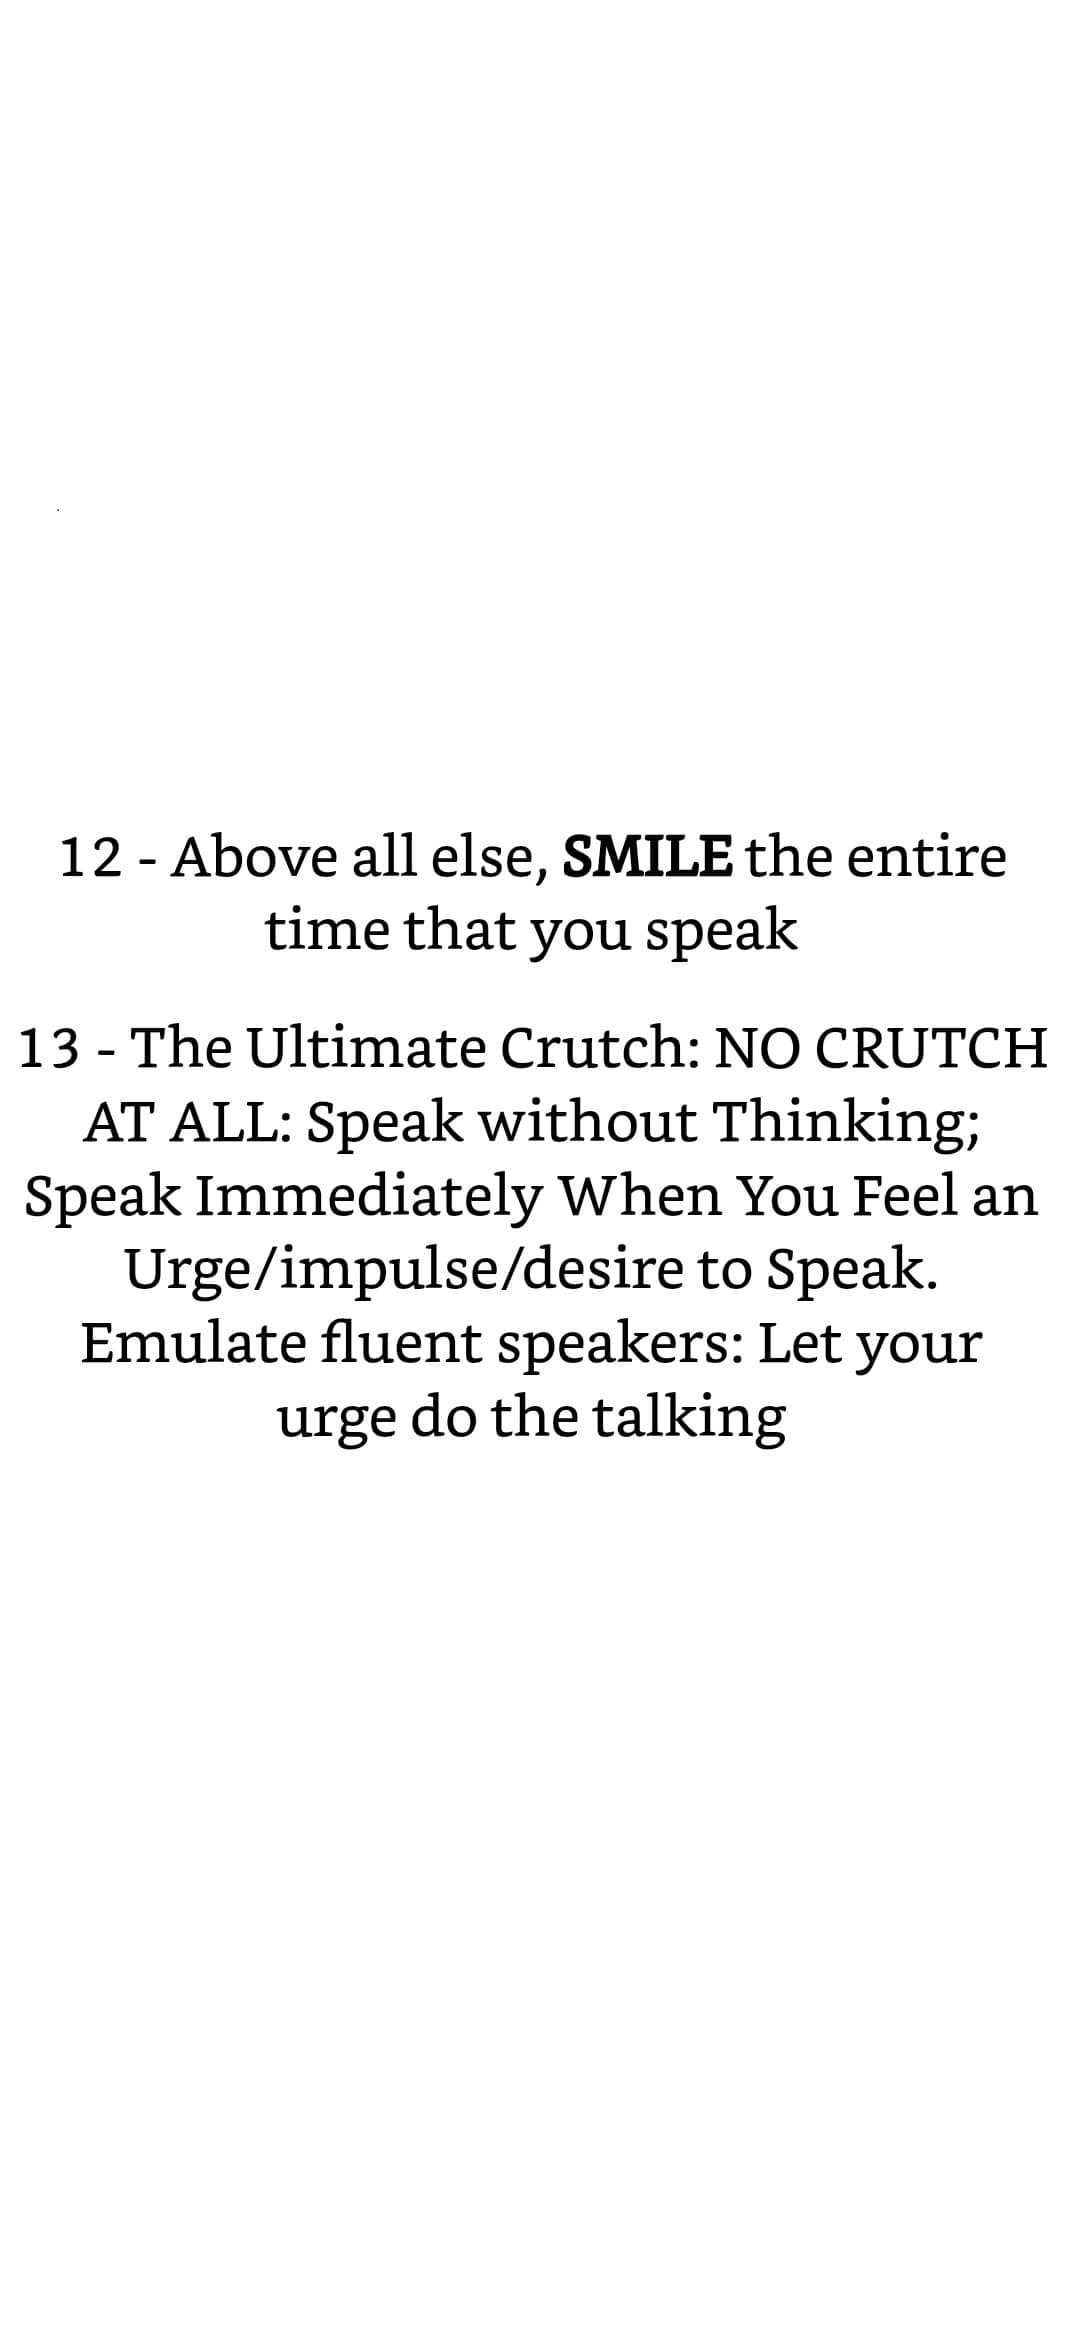 12 - Above all else, SMILE the entire
time that you speak
13 - The Ultimate Crutch: NO CRUTCH
AT ALL: Speak without Thinking;
Speak Immediately When You Feel an
Urge/impulse/desire to Speak.
Emulate fluent speakers: Let your
urge do the talking